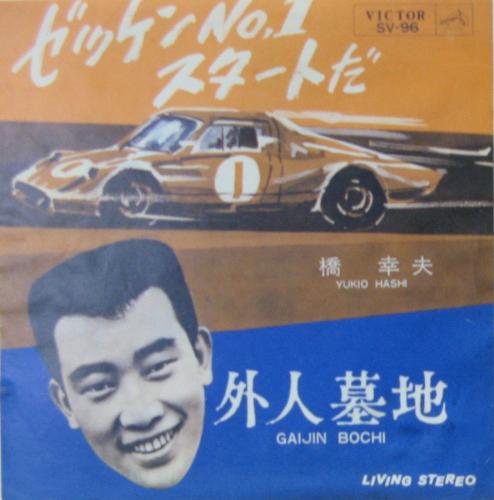 ゼッケンNo.1
スタートだ
VICTOR
SV-96
1
橋 幸夫
YUKIO HASHI
外人墓地
GAIJIN BOCHI
LIVING STEREO